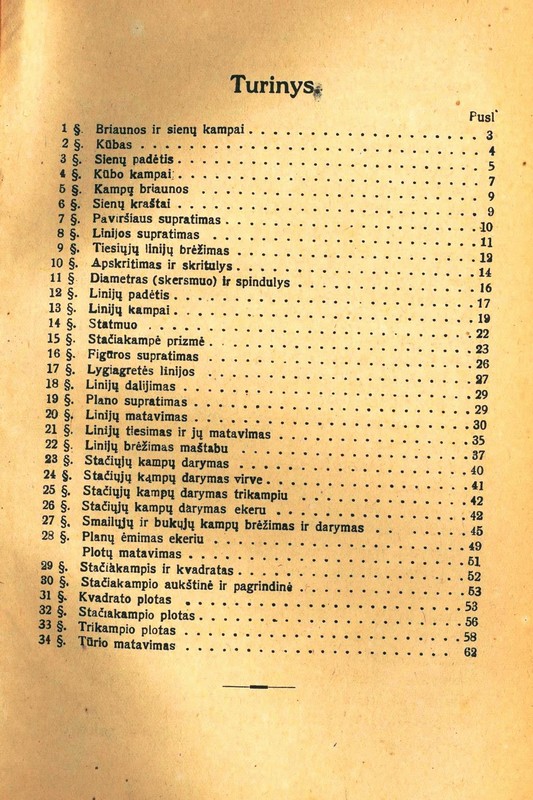 Turinys.
Pusl
1 §. Briaunos ir sienų kampai . . . 3
2 §. Kūbas . . . 4
3 §. Sienų padėtis . . . 5
4 §. Kūbo kampai . . . 7
5 §. Kampų briaunos . . . 9
6 §. Sienų kraštai . . . 9
7 §. Paviršiaus supratimas . . . 10
8 §. Linijos supratimas . . . 11
9 §. Tiesiųjų linijų brėžimas . . . 12
10 §. Apskritimas ir skritulys . . . 14
11 § Diametras (skersmuo) ir spindulys . . . 16
12 §. Linijų padėtis . . . 17
13 §. Linijų kampai . . . 19
14 §. Statmuo . . . 22
15 §. Stačiakampė prizmė . . . 23
16 §. Figūros supratimas . . . 26
17 §. Lygiagretės linijos . . . 27
18 §. Linijų dalijimas . . . 29
19 §. Plano supratimas . . . 29
20 §. Linijų matavimas . . . 30
21 §. Linijų tiesimas ir jų matavimas . . . 35
22 §. Linijų brėžimas maštabu . . . 37
23 §. Stačiųjų kampų darymas . . . 40
24 §. Stačiųjų kampų darymas virve . . . 41
25 §. Stačiųjų kampų darymas trikampiu . . . 42
26 §. Stačiųjų kampų darymas ekeru . . . 42
27 §. Smailųjų ir bukųjų kampų brėžimas ir darymas . . . 45
28 §. Planų ėmimas ekeriu . . . 49
Plotų matavimas . . . 51
29 §. Stačiakampis ir kvadratas . . . 52
30 §. Stačiakampio aukštinė ir pagrindinė . . . 53
31 §. Kvadrato plotas . . . 53
32 §. Stačiakampio plotas . . . 56
33 §. Trikampio plotas . . . 58
34 §. Tūrio matavimas . . . 62